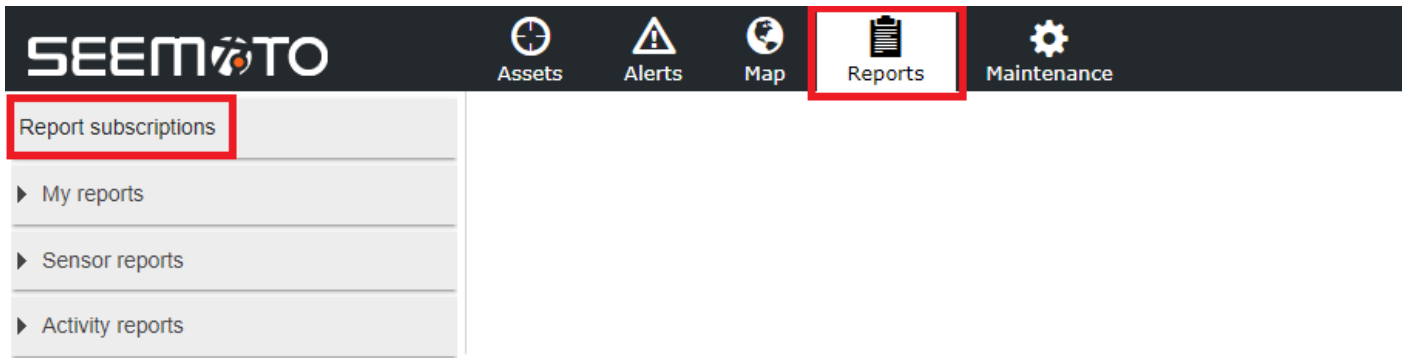 SEEMOTO
Assets
Alerts
Map
Reports
Maintenance
Report subscriptions
My reports
Sensor reports
Activity reports